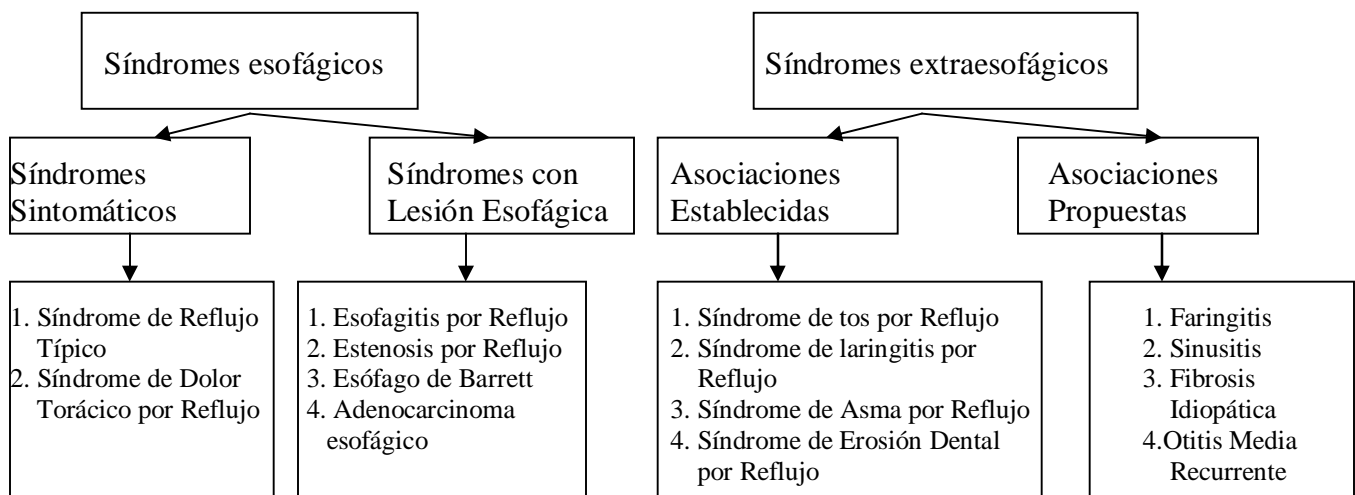 Síndromes esofágicos
Síndromes extraesofágicos
Síndromes
Sintomáticos
Síndromes con
Lesión Esofágica
Asociaciones
Establecidas
Asociaciones
Propuestas
1. Síndrome de Reflujo
Típico
2. Síndrome de Dolor
Torácico por Reflujo
1. Esofagitis por Reflujo
2. Estenosis por Reflujo
3. Esófago de Barrett
4. Adenocarcinoma
esofágico
1. Síndrome de tos por Reflujo
2. Síndrome de laringitis por
Reflujo
3. Síndrome de Asma por Reflujo
4. Síndrome de Erosión Dental
por Reflujo
1. Faringitis
2. Sinusitis
3. Fibrosis
Idiopática
4.Otitis Media
Recurrente